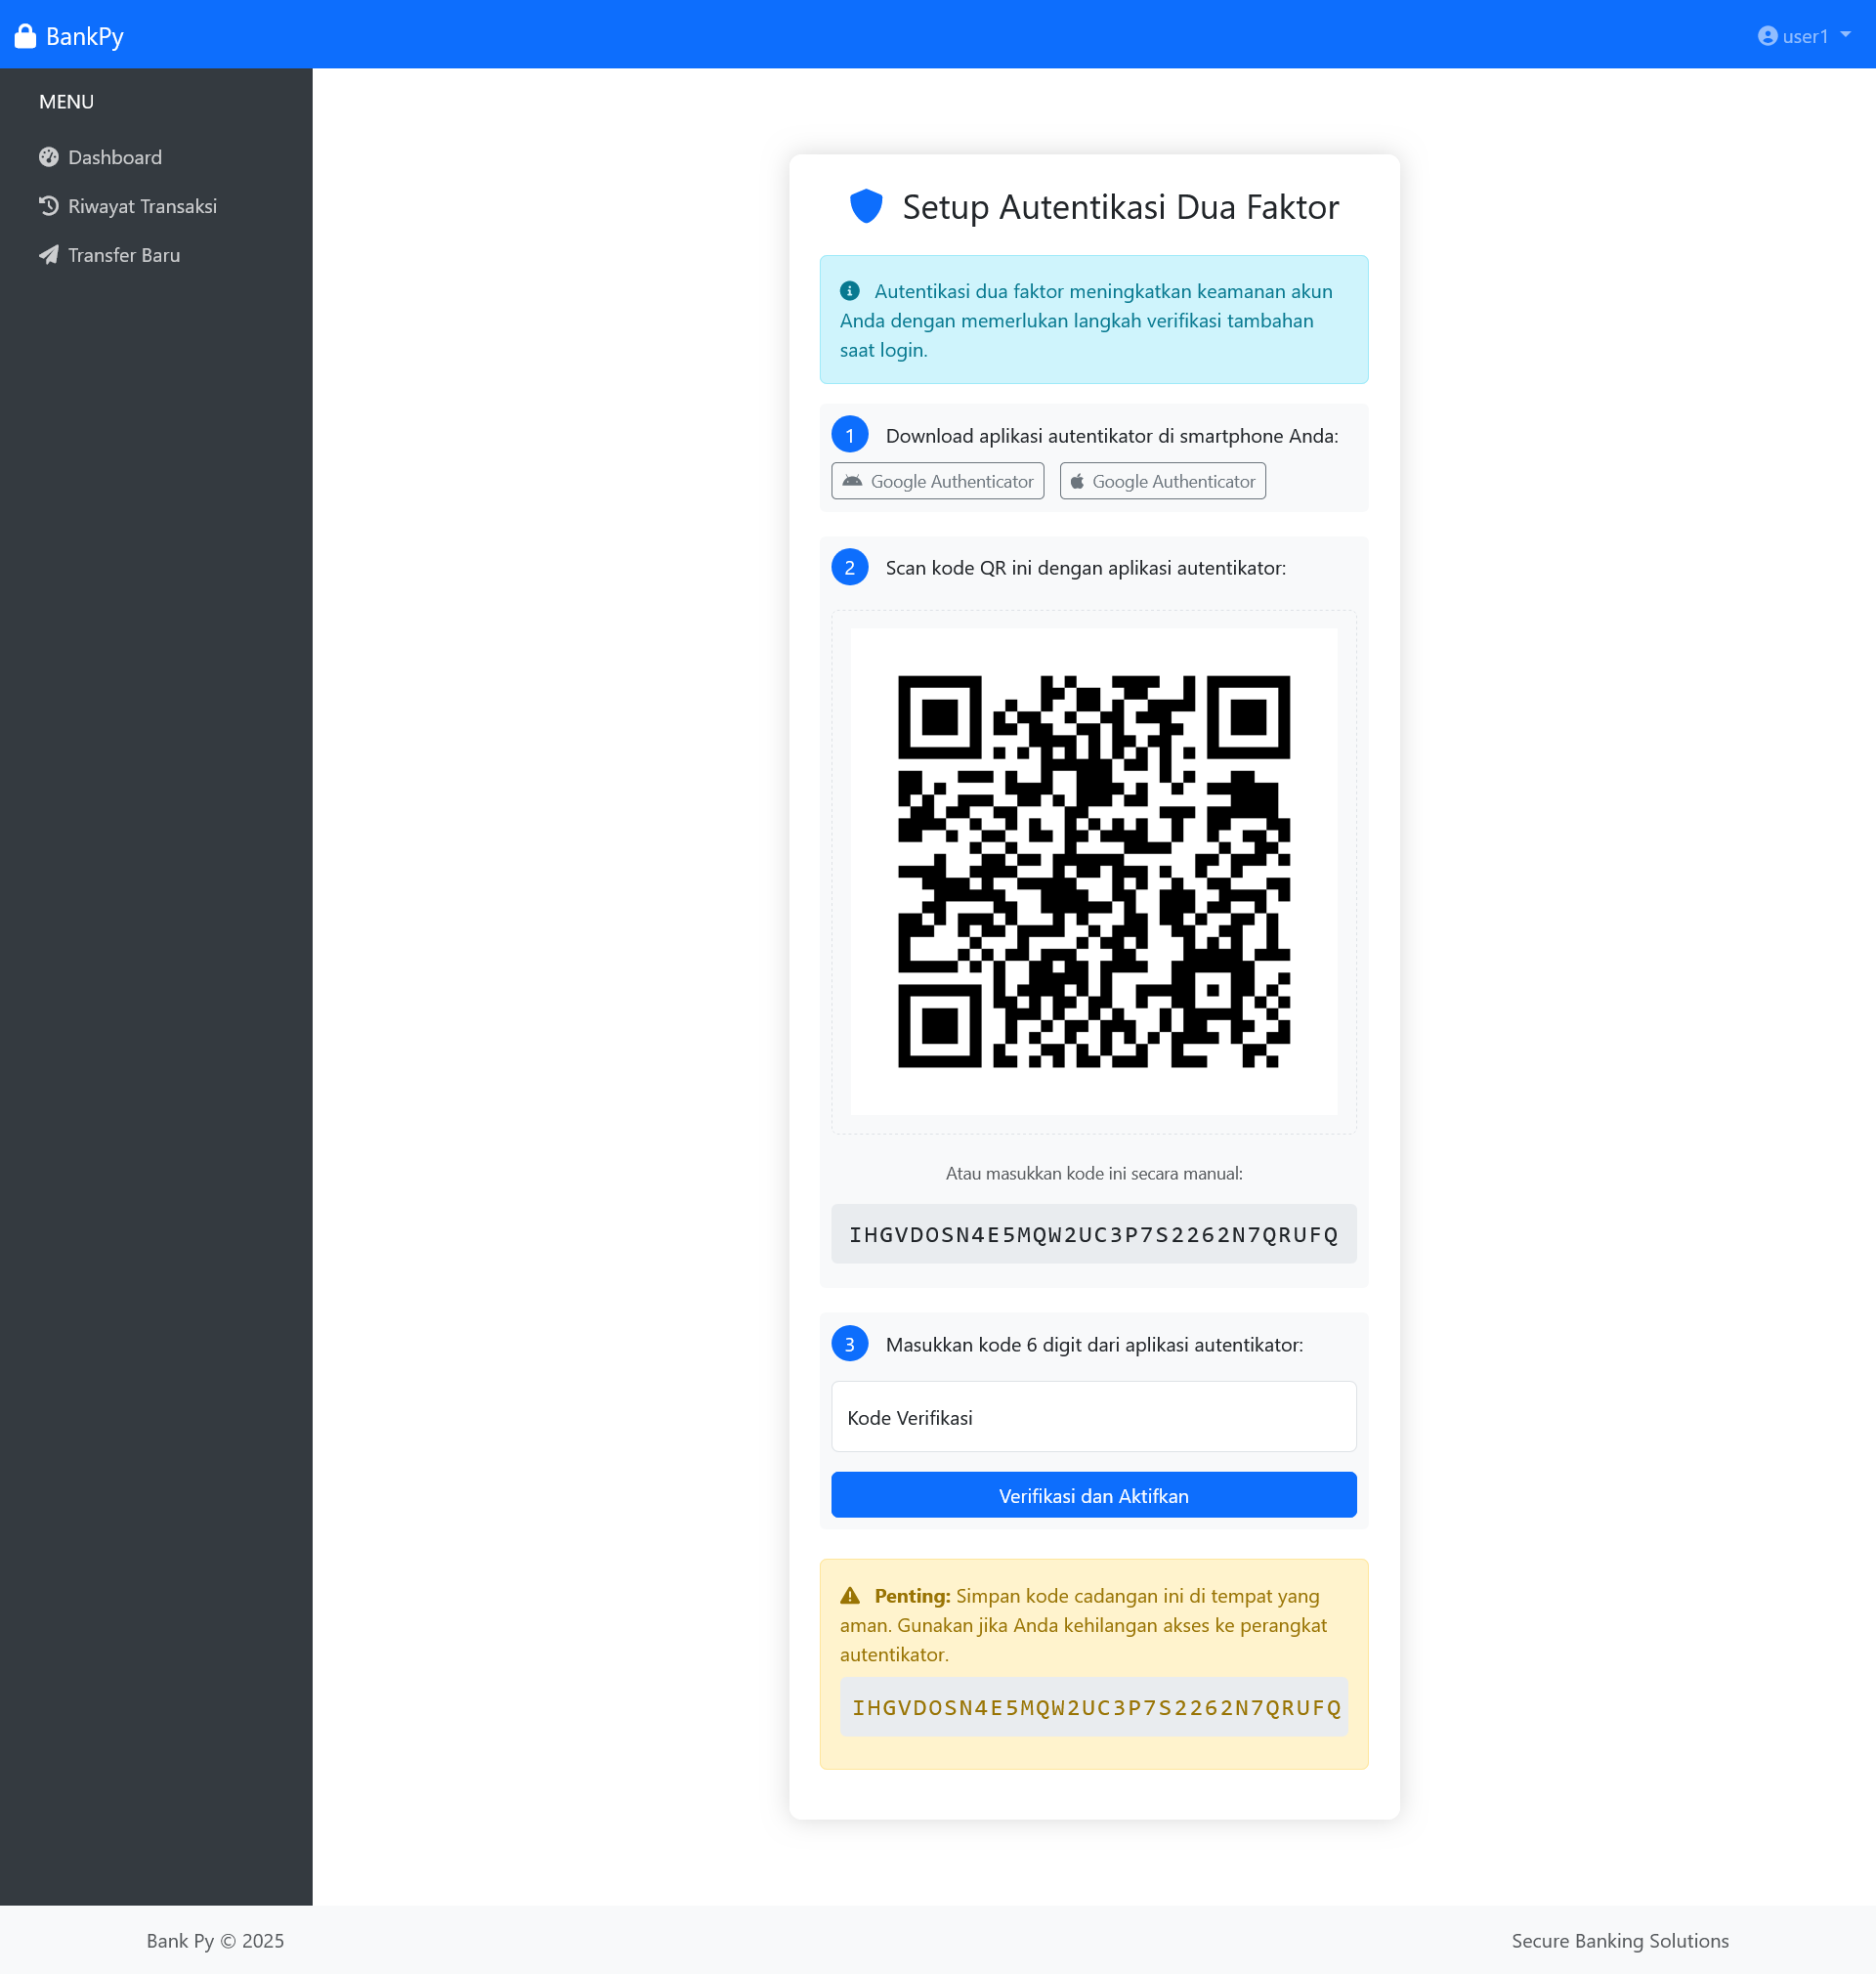 BankPy
user1
MENU
Dashboard
Riwayat Transaksi
Transfer Baru
Setup Autentikasi Dua Faktor
Autentikasi dua faktor meningkatkan keamanan akun
Anda dengan memerlukan langkah verifikasi tambahan
saat login.
1 Download aplikasi autentikator di smartphone Anda:
Google Authenticator Google Authenticator
2 Scan kode QR ini dengan aplikasi autentikator:
Atau masukkan kode ini secara manual:
IHGVDOSN4E5MQW2UC3P7S2262N7QRUFQ
3 Masukkan kode 6 digit dari aplikasi autentikator:
Kode Verifikasi
Verifikasi dan Aktifkan
Penting: Simpan kode cadangan ini di tempat yang
aman. Gunakan jika Anda kehilangan akses ke perangkat
autentikator.
IHGVDOSN4E5MQW2UC3P7S2262N7QRUFQ
Bank Py © 2025
Secure Banking Solutions